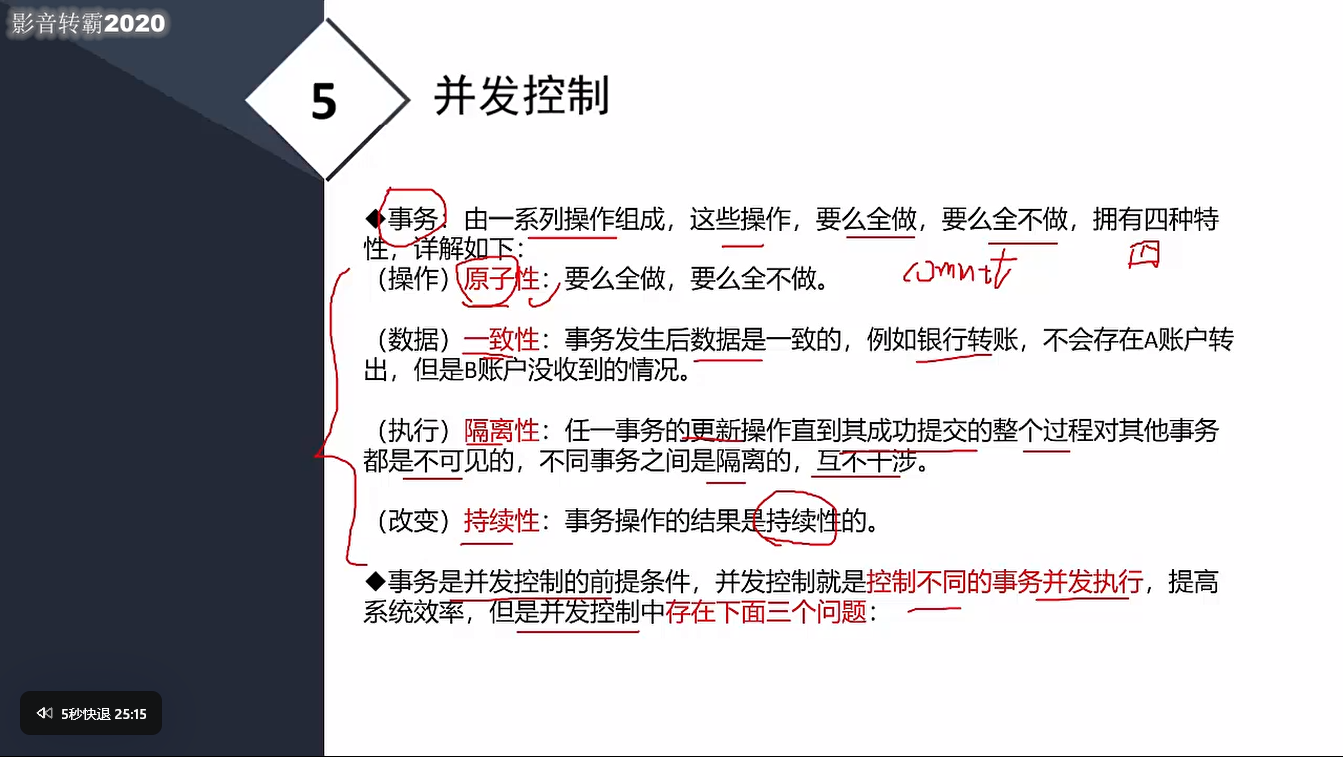 影音转霸2020
5
并发控制
◆事务：由一系列操作组成，这些操作，要么全做，要么全不做，拥有四种特
性，详解如下：
（操作）原子性：要么全做，要么全不做。
（数据）一致性：事务发生后数据是一致的，例如银行转账，不会存在A账户转
出，但是B账户没收到的情况。
（执行）隔离性：任一事务的更新操作直到其成功提交的整个过程对其他事务
都是不可见的，不同事务之间是隔离的，互不干涉。
（改变）持续性：事务操作的结果是持续性的。
◆事务是并发控制的前提条件，并发控制就是控制不同的事务并发执行，提高
系统效率，但是并发控制中存在下面三个问题：
5秒快退 25:15